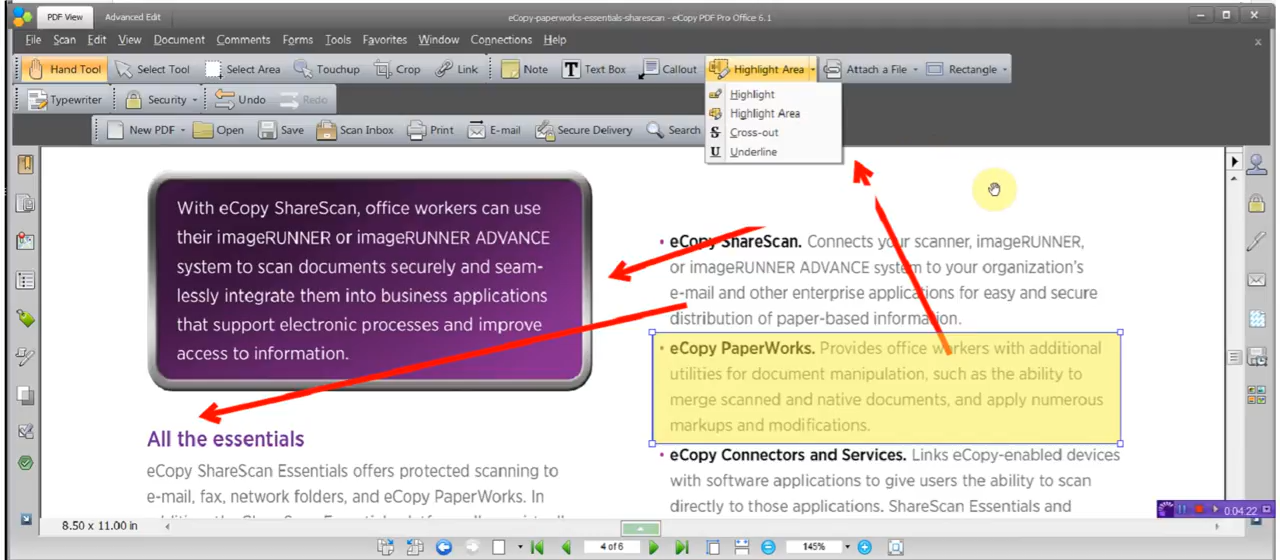 PDF View Advanced Edit eCopy-paperworks-essentials-sharescan - eCopy PDF Pro Office 6.1
File Scan Edit View Document Comments Forms Tools Favorites Window Connections Help
Hand Tool Select Tool Select Area Touchup Crop Link Note Text Box Callout Highlight Area Attach a File Rectangle
Typewriter Security Undo Redo
Highlight
Highlight Area
Cross-out
Underline
New PDF Open Save Scan Inbox Print E-mail Secure Delivery Search
With eCopy ShareScan, office workers can use
their imageRUNNER or imageRUNNER ADVANCE
system to scan documents securely and seam-
lessly integrate them into business applications
that support electronic processes and improve
access to information.
All the essentials
eCopy ShareScan Essentials offers protected scanning to
e-mail, fax, network folders, and eCopy PaperWorks. In
• eCopy ShareScan. Connects your scanner, imageRUNNER,
or imageRUNNER ADVANCE system to your organization's
e-mail and other enterprise applications for easy and secure
distribution of paper-based information.
• eCopy PaperWorks. Provides office workers with additional
utilities for document manipulation, such as the ability to
merge scanned and native documents, and apply numerous
markups and modifications.
• eCopy Connectors and Services. Links eCopy-enabled devices
with software applications to give users the ability to scan
directly to those applications. ShareScan Essentials and
0:04:22
8.50 x 11.00 in
4 of 6 145%